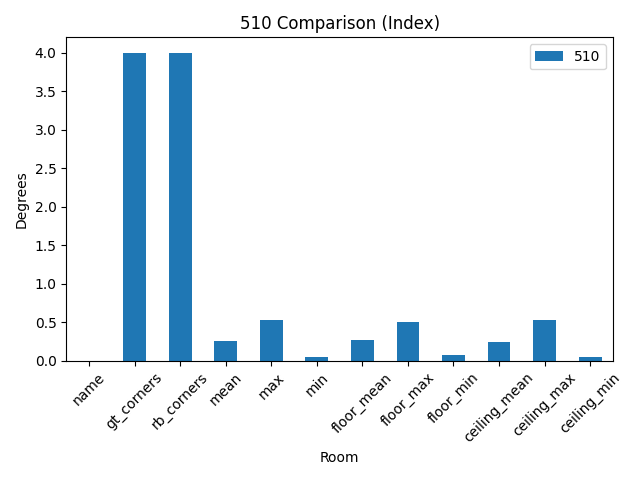 510 Comparison (Index)
510
Degrees
4.0
3.5
3.0
2.5
2.0
1.5
1.0
0.5
0.0
name
gt_corners
rb_corners
mean
max
min
floor_mean
floor_max
floor_min
ceiling_mean
ceiling_max
ceiling_min
Room